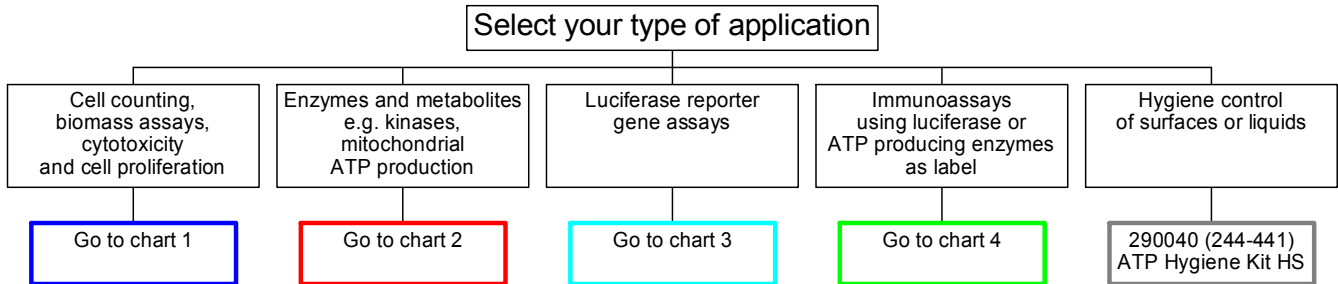 Select your type of application
Cell counting,
biomass assays,
cytotoxicity
and cell proliferation
Enzymes and metabolites
e.g. kinases,
mitochondrial
ATP production
Luciferase reporter
gene assays
Immunoassays
using luciferase or
ATP producing enzymes
as label
Hygiene control
of surfaces or liquids
Go to chart 1
Go to chart 2
Go to chart 3
Go to chart 4
290040 (244-441)
ATP Hygiene Kit HS